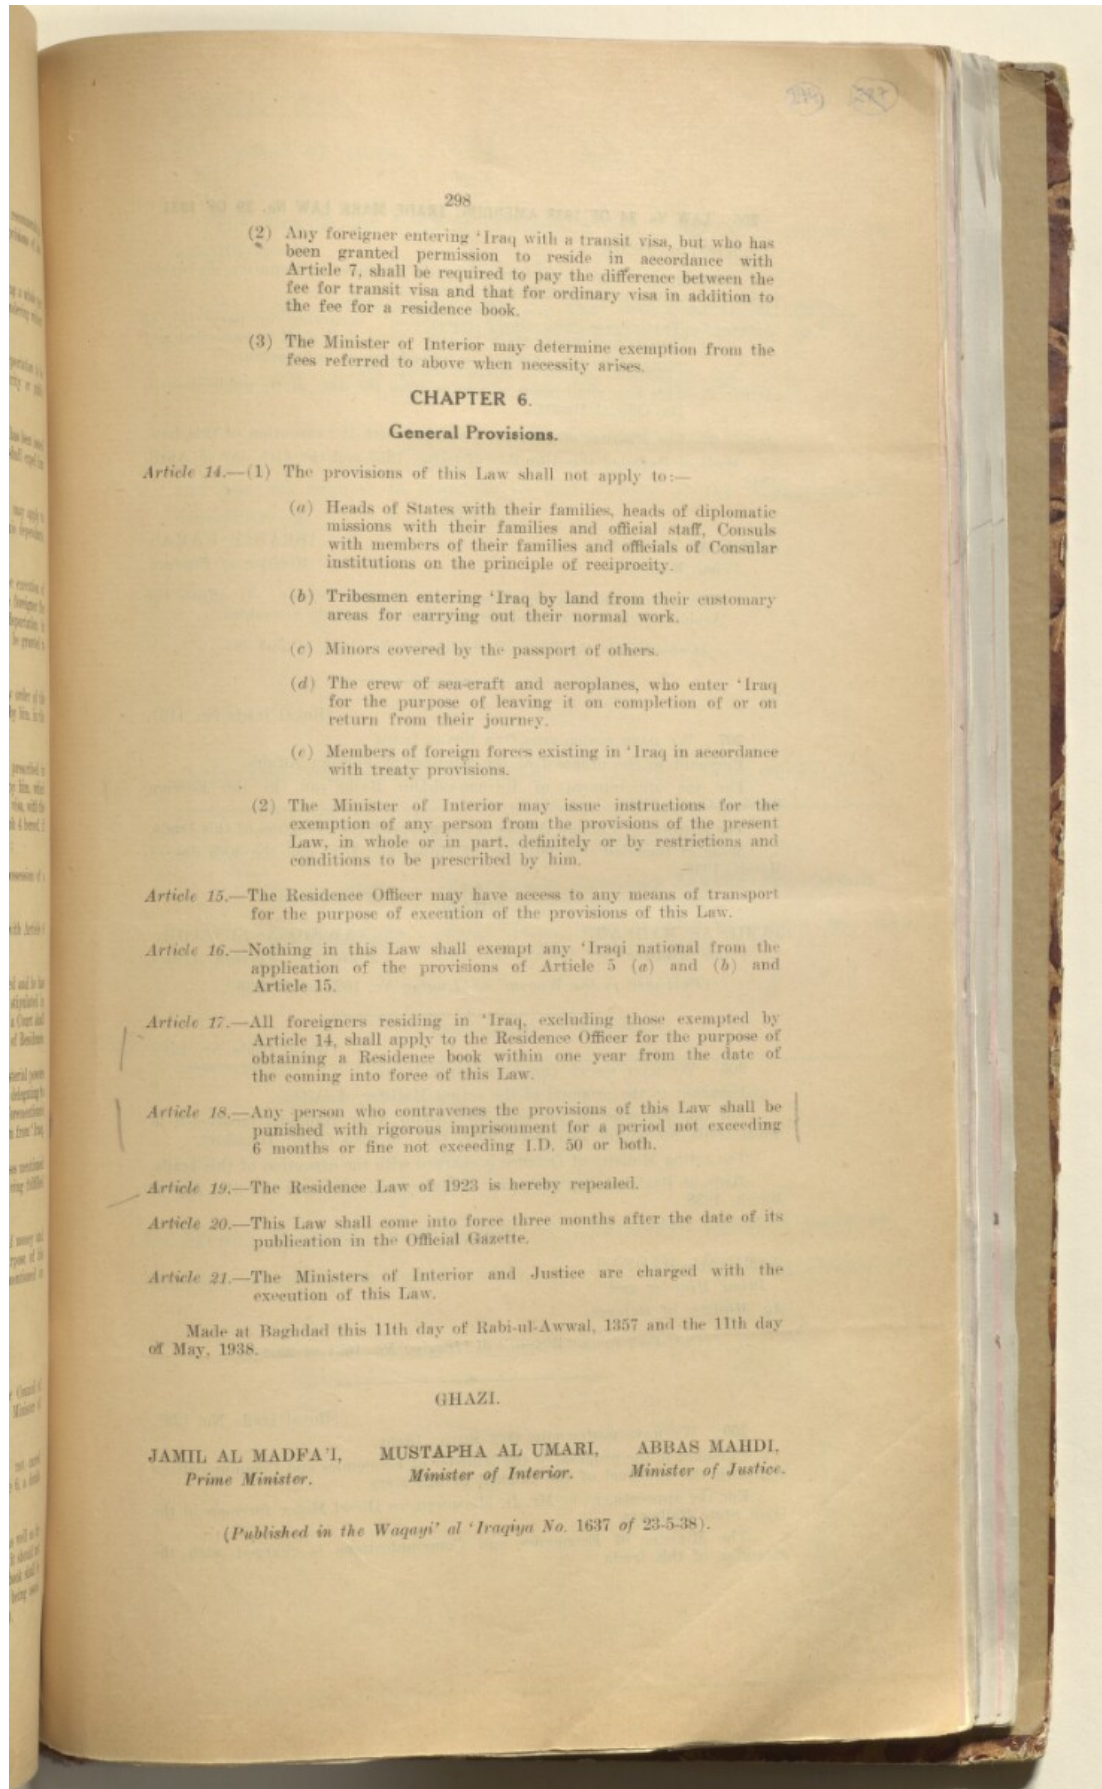 298
(2) Any foreigner entering ‘Iraq with a transit visa, but who has
been granted permission to reside in accordance with
Article 7, shall be required to pay the difference between the
fee for transit visa and that for ordinary visa in addition to
the fee for a residence book.
(3) The Minister of Interior may determine exemption from the
fees referred to above when necessity arises.
CHAPTER 6.
General Provisions.
Article 14.—(1) The provisions of this Law shall not apply to:—
(a) Heads of States with their families, heads of diplomatic
missions with their families and official staff, Consuls
with members of their families and officials of Consular
institutions on the principle of reciprocity.
(b) Tribesmen entering ‘Iraq by land from their customary
areas for carrying out their normal work.
(c) Minors covered by the passport of others.
(d) The crew of sea-craft and aeroplanes, who enter ‘Iraq
for the purpose of leaving it on completion of or on
return from their journey.
(e) Members of foreign forces existing in ‘Iraq in accordance
with treaty provisions.
(2) The Minister of Interior may issue instructions for the
exemption of any person from the provisions of the present
Law, in whole or in part, definitely or by restrictions and
conditions to be prescribed by him.
Article 15.—The Residence Officer may have access to any means of transport
for the purpose of execution of the provisions of this Law.
Article 16.—Nothing in this Law shall exempt any ‘Iraqi national from the
application of the provisions of Article 5 (a) and (b) and
Article 15.
Article 17.—All foreigners residing in ‘Iraq, excluding those exempted by
Article 14, shall apply to the Residence Officer for the purpose of
obtaining a Residence book within one year from the date of
the coming into force of this Law.
Article 18.—Any person who contravenes the provisions of this Law shall be
punished with rigorous imprisonment for a period not exceeding
6 months or fine not exceeding I.D. 50 or both.
Article 19.—The Residence Law of 1923 is hereby repealed.
Article 20.—This Law shall come into force three months after the date of its
publication in the Official Gazette.
Article 21.—The Ministers of Interior and Justice are charged with the
execution of this Law.
Made at Baghdad this 11th day of Rabi-ul-Awwal, 1357 and the 11th day
of May, 1938.
GHAZI.
JAMIL AL MADFA'I, MUSTAPHA AL UMARI, ABBAS MAHDI,
Prime Minister. Minister of Interior. Minister of Justice.
(Published in the Waqayi' al ‘Iraqiya No. 1637 of 23-5-38).